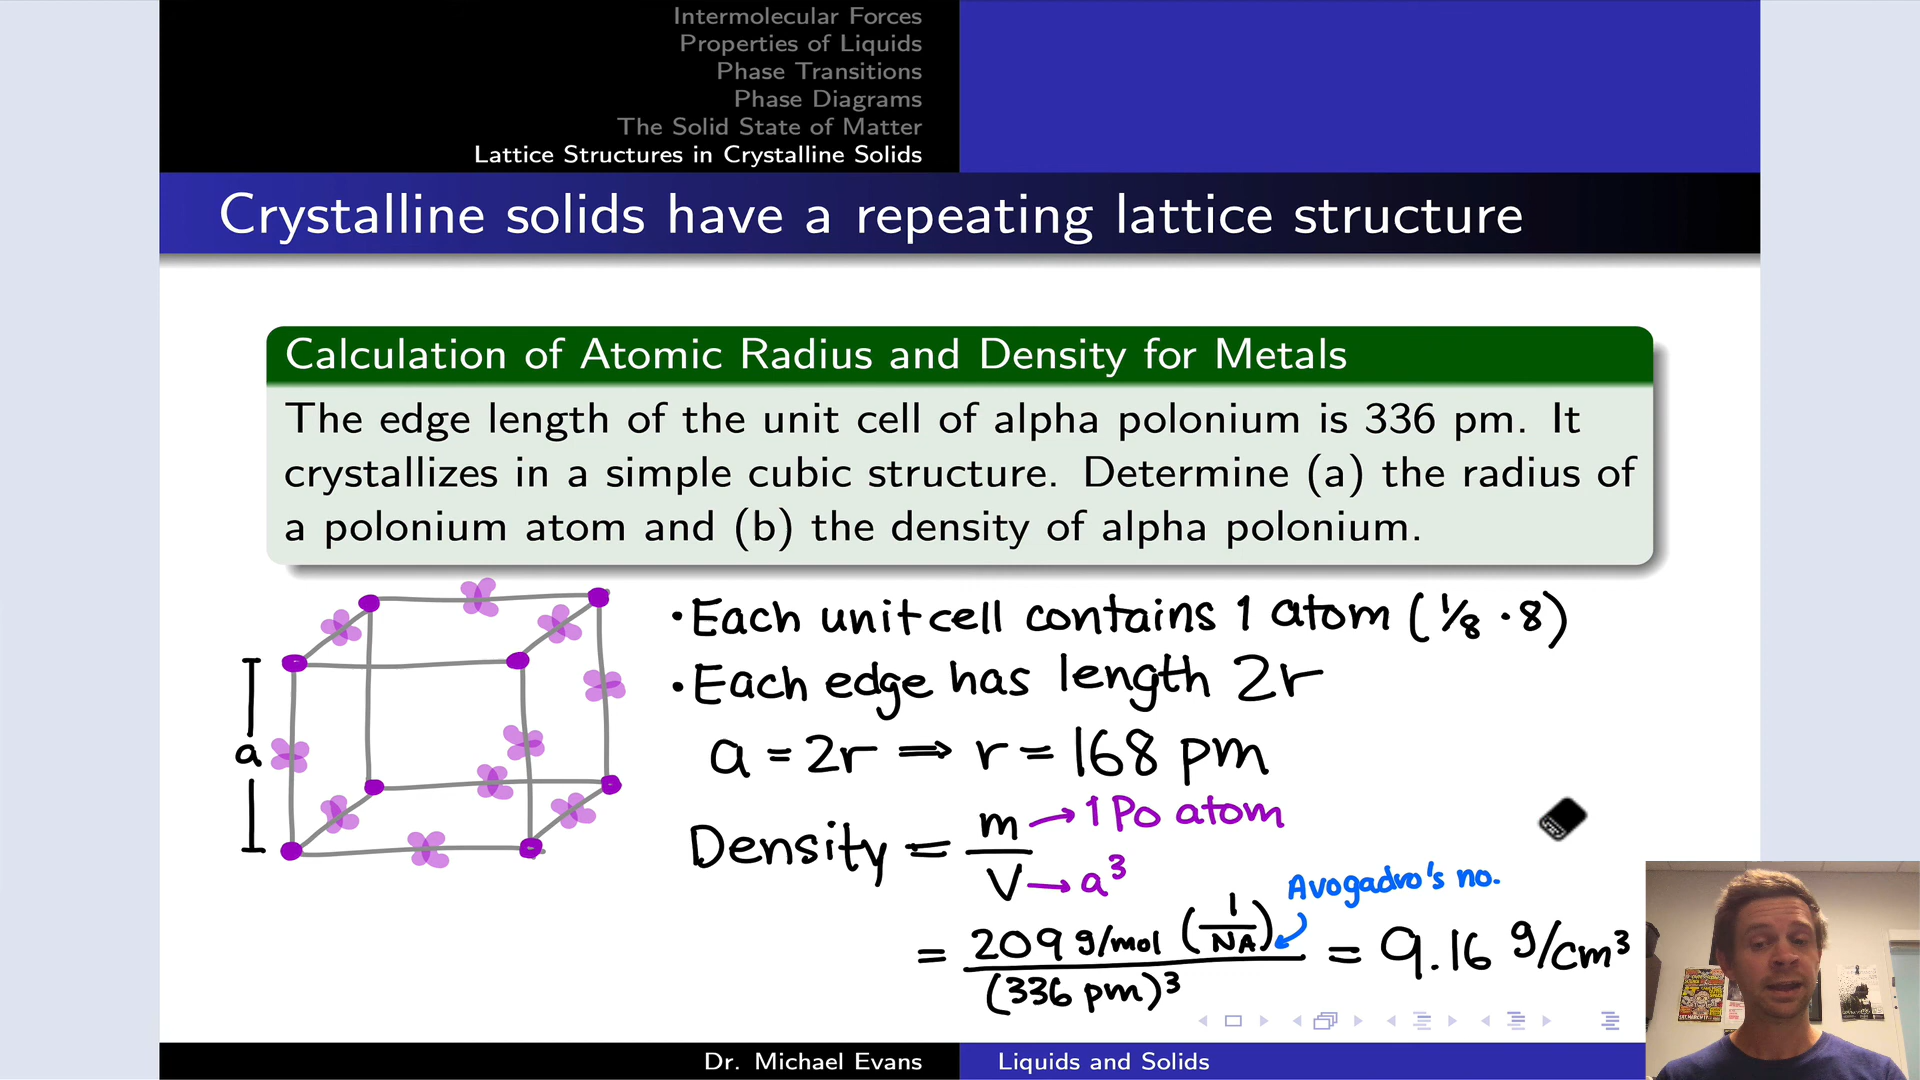 Intermolecular Forces
Properties of Liquids
Phase Transitions
Phase Diagrams
The Solid State of Matter
Lattice Structures in Crystalline Solids
Crystalline solids have a repeating lattice structure
Calculation of Atomic Radius and Density for Metals
The edge length of the unit cell of alpha polonium is 336 pm. It
crystallizes in a simple cubic structure. Determine (a) the radius of
a polonium atom and (b) the density of alpha polonium.
• Each unit cell contains 1 atom (1/8 · 8)
• Each edge has length 2r
a
a = 2r ⟹ r = 168 pm
Density = m/V
→ 1 Po atom
→ a³
Avogadro's no.
= 209 g/mol (1/NA) / (336 pm)³ = 9.16 g/cm³
Dr. Michael Evans
Liquids and Solids